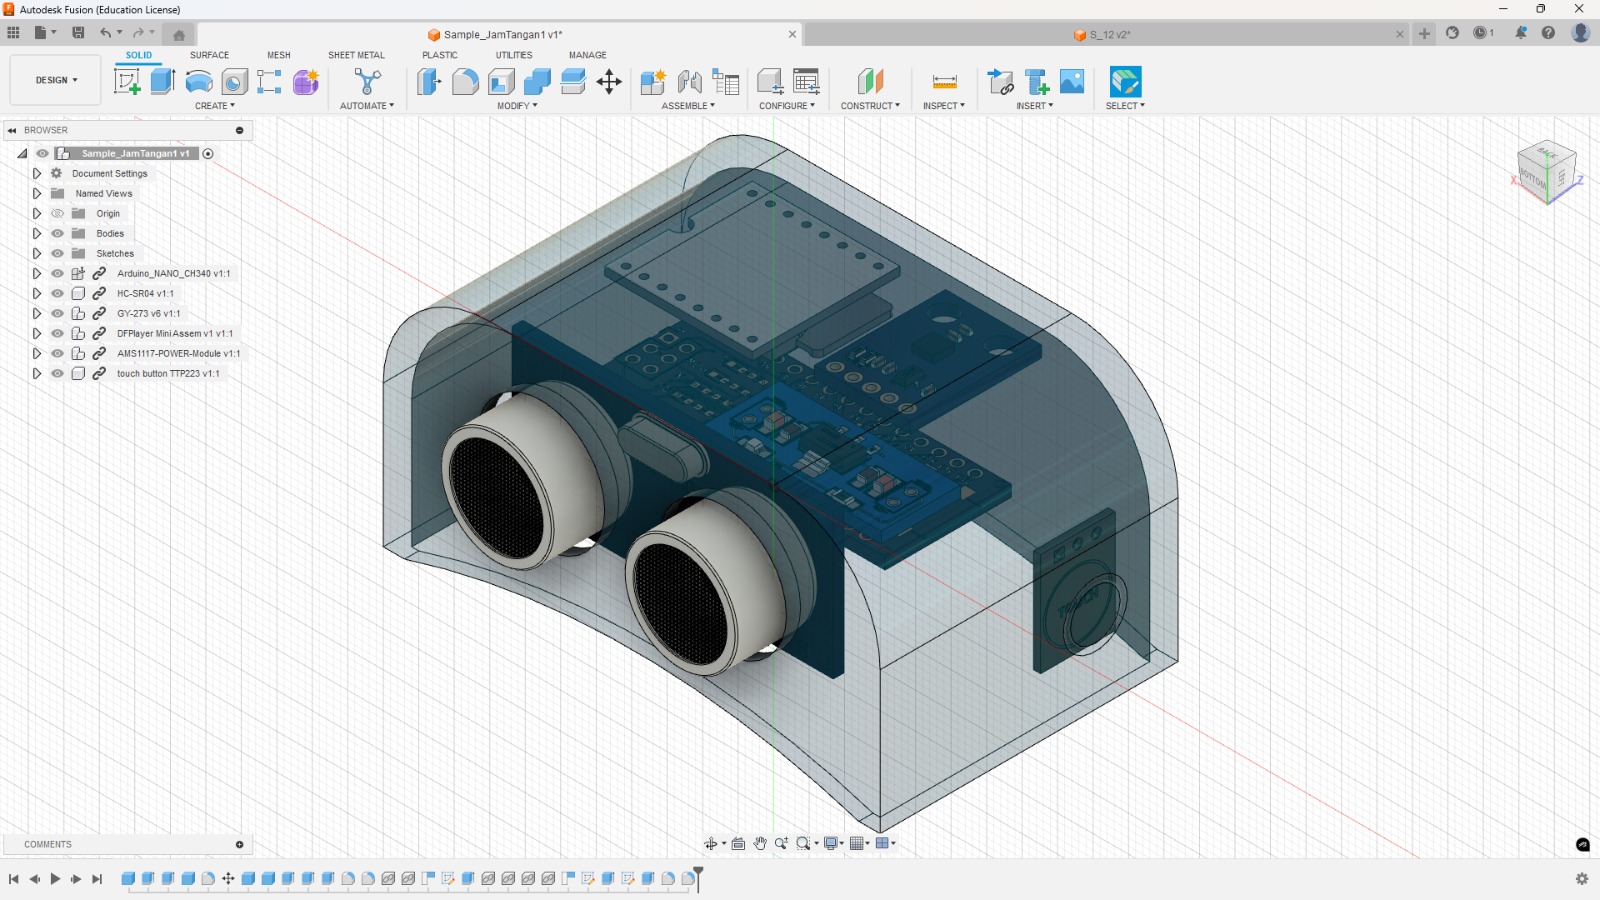 Autodesk Fusion (Education License)
Sample_JamTangan1 v1*
S_12 v2*
1
SOLID
SURFACE
MESH
SHEET METAL
PLASTIC
UTILITIES
MANAGE
DESIGN
CREATE
AUTOMATE
MODIFY
ASSEMBLE
CONFIGURE
CONSTRUCT
INSPECT
INSERT
SELECT
BROWSER
Sample_JamTangan1 v1
Document Settings
Named Views
Origin
Bodies
Sketches
Arduino_NANO_CH340 v1:1
HC-SR04 v1:1
GY-273 v6 v1:1
DFPlayer Mini Assem v1 v1:1
AMS1117-POWER-Module v1:1
touch button TTP223 v1:1
BACK
BOTTOM
LEFT
X
Z
TOUCH
COMMENTS